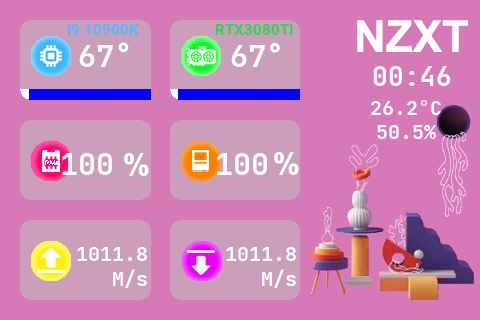 I9 10900K
67°
RTX3080TI
67°
NZXT
00:46
26.2°C
50.5%
100 %
100 %
1011.8
M/s
1011.8
M/s